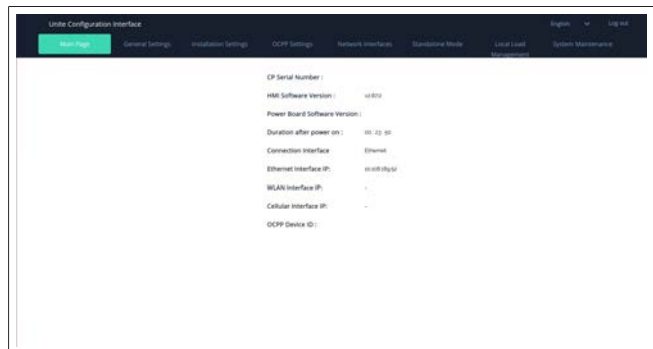 Unite Configuration Interface
English
Log out
Main Page
General Settings
Installation Settings
OCPP Settings
Network Interfaces
Standalone Mode
Local Load
Management
System Maintenance
CP Serial Number :
HMI Software Version :
Power Board Software Version :
Duration after power on :
Connection Interface
Ethernet
Ethernet Interface IP:
WLAN Interface IP:
-
Cellular Interface IP:
-
OCPP Device ID :